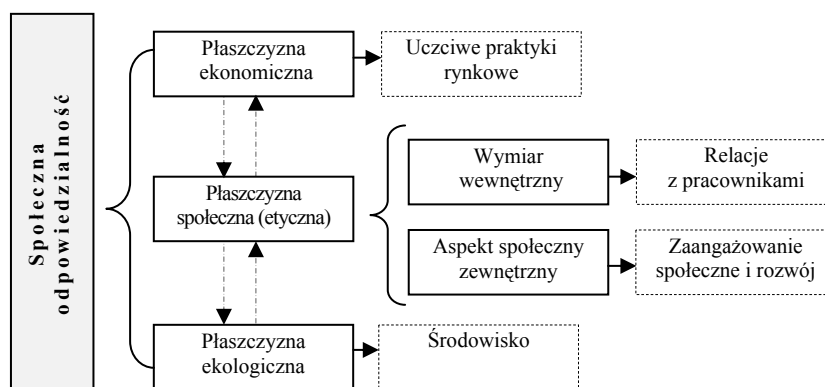 Społeczna
odpowiedzialność
Płaszczyzna
ekonomiczna
Uczciwe praktyki
rynkowe
Płaszczyzna
społeczna (etyczna)
Wymiar
wewnętrzny
Relacje
z pracownikami
Aspekt społeczny
zewnętrzny
Zaangażowanie
społeczne i rozwój
Płaszczyzna
ekologiczna
Środowisko